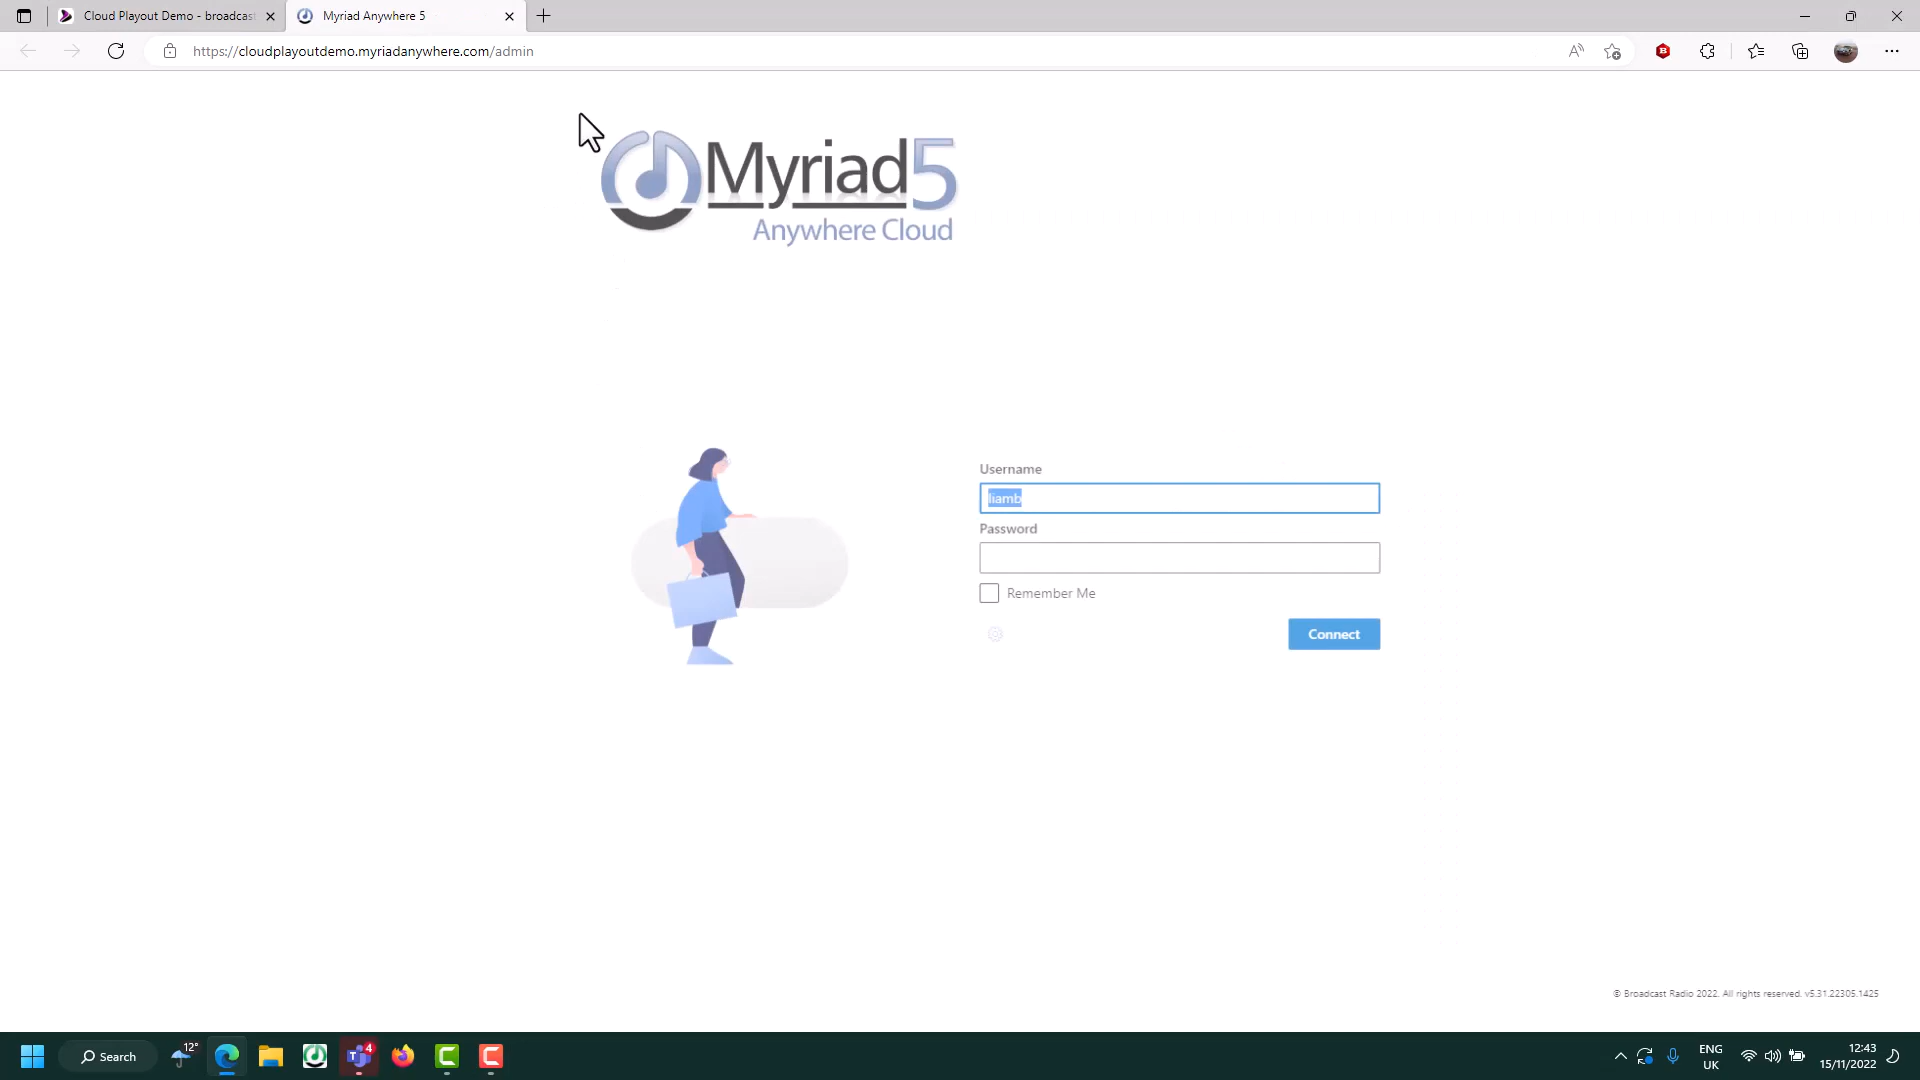 Cloud Playout Demo - broadcas
Myriad Anywhere 5
https://cloudplayoutdemo.myriadanywhere.com/admin
Myriad5
Anywhere Cloud
Username
liamb
Password
Remember Me
Connect
© Broadcast Radio 2022. All rights reserved. v5.31.22305.1425
12°
Search
4
ENG
UK
12:43
15/11/2022